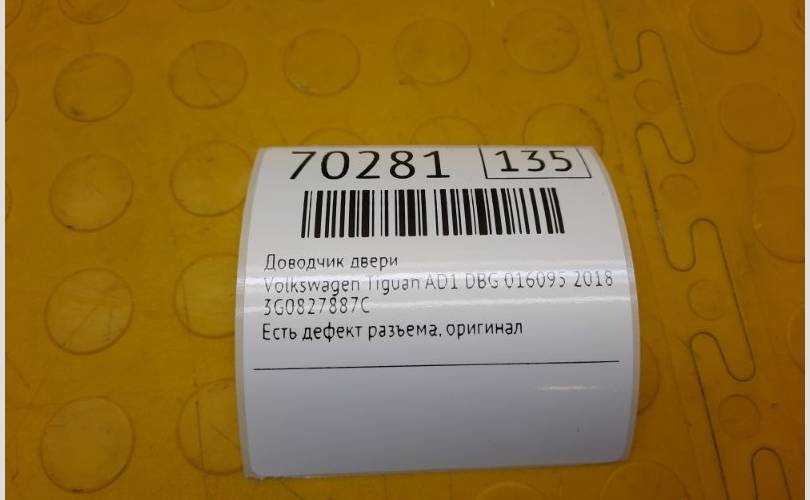 70281 135
Доводчик двери
Volkswagen Tiguan AD1 DBG 016095 2018
3G0827887C
Есть дефект разъема, оригинал